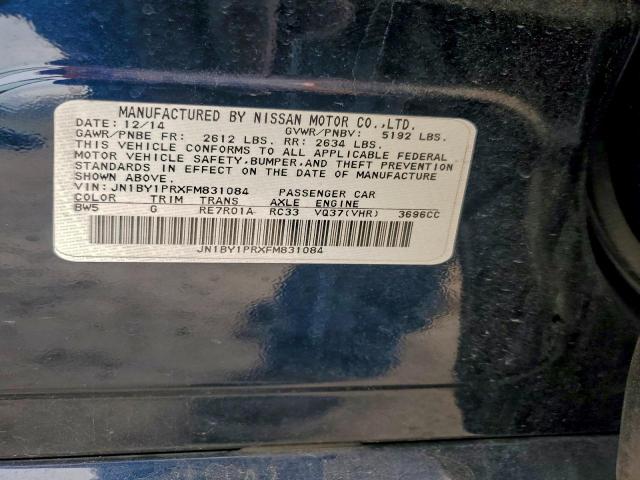 MANUFACTURED BY NISSAN MOTOR CO.,LTD.
DATE: 12/14 GVWR/PNBV: 5192 LBS.
GAWR/PNBE FR: 2612 LBS. RR: 2634 LBS.
THIS VEHICLE CONFORMS TO ALL APPLICABLE FEDERAL
MOTOR VEHICLE SAFETY,BUMPER,AND THEFT PREVENTION
STANDARDS IN EFFECT ON THE DATE OF MANUFACTURE
SHOWN ABOVE.
VIN: JN1BY1PRXFM831084 PASSENGER CAR
COLOR TRIM TRANS AXLE ENGINE
BW5 G RE7R01A RC33 VQ37(VHR) 3696CC
JN1BY1PRXFM831084